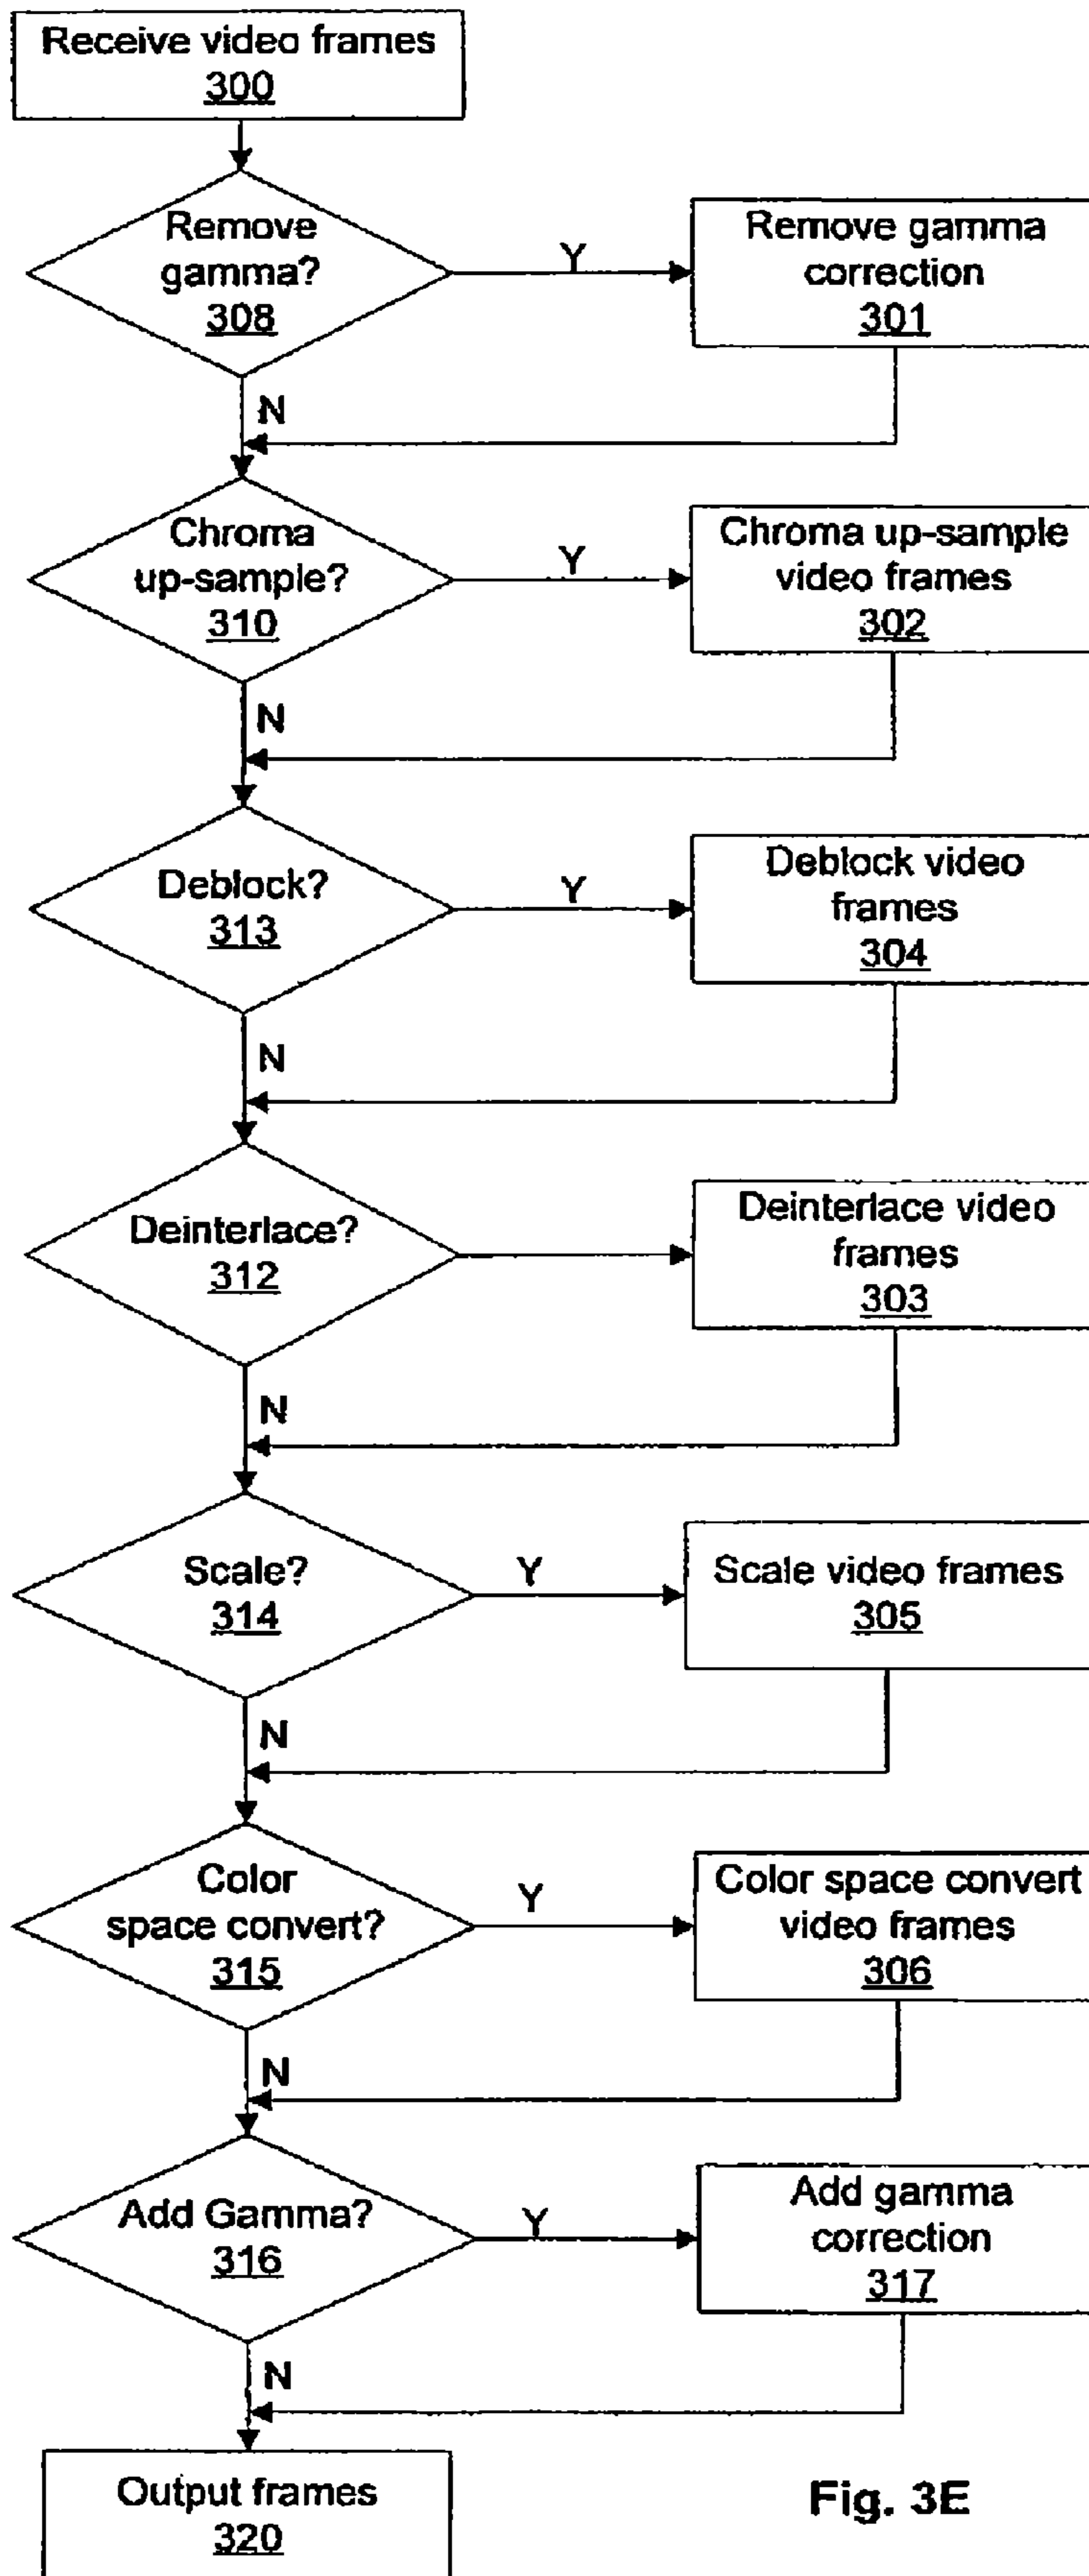 Receive video frames
300
Remove
gamma?
308
Y
Remove gamma
correction
301
N
Chroma
up-sample?
310
Y
Chroma up-sample
video frames
302
N
Deblock?
313
Y
Deblock video
frames
304
N
Deinterlace?
312
Deinterlace video
frames
303
N
Scale?
314
Y
Scale video frames
305
N
Color
space convert?
315
Y
Color space convert
video frames
306
N
Add Gamma?
316
Y
Add gamma
correction
317
N
Output frames
320
Fig. 3E